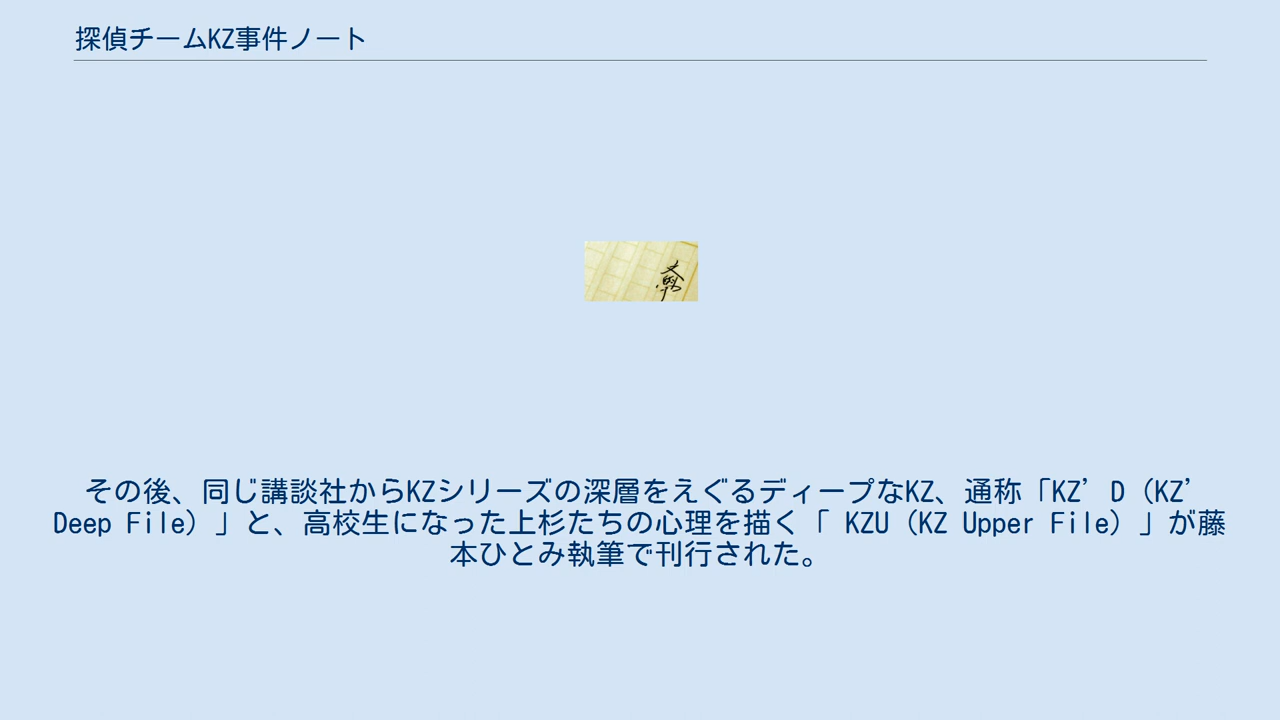 探偵チームKZ事件ノート
その後、同じ講談社からKZシリーズの深層をえぐるディープなKZ、通称「KZ’D（KZ’
Deep File）」と、高校生になった上杉たちの心理を描く「 KZU（KZ Upper File）」が藤
本ひとみ執筆で刊行された。